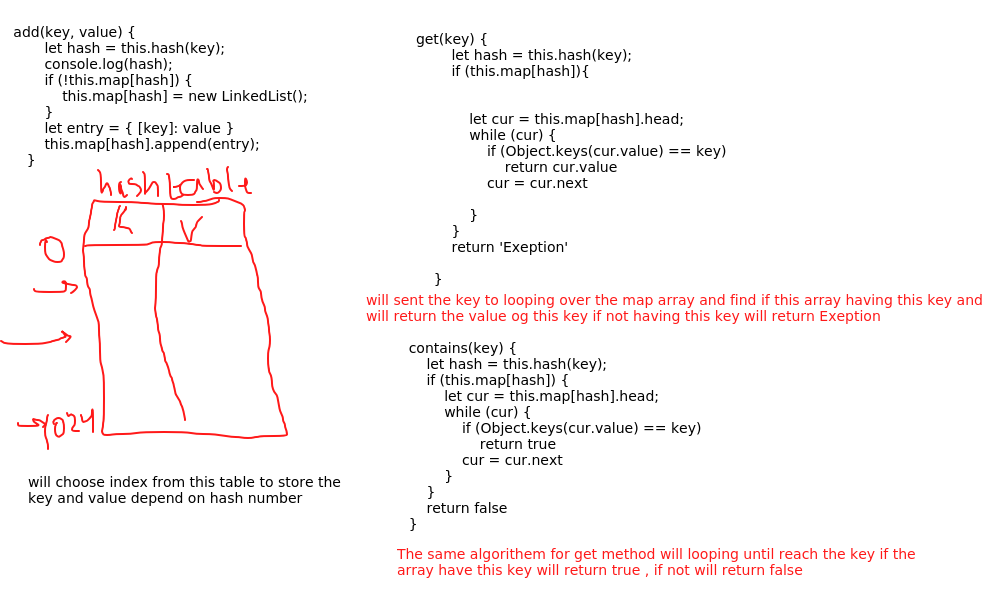 add(key, value) {
let hash = this.hash(key);
console.log(hash);
if (!this.map[hash]) {
this.map[hash] = new LinkedList();
}
let entry = { [key]: value }
this.map[hash].append(entry);
}
hash table
K V
0
1024
will choose index from this table to store the
key and value depend on hash number
get(key) {
let hash = this.hash(key);
if (this.map[hash]){
let cur = this.map[hash].head;
while (cur) {
if (Object.keys(cur.value) == key)
return cur.value
cur = cur.next
}
}
return 'Exeption'
}
will sent the key to looping over the map array and find if this array having this key and
will return the value og this key if not having this key will return Exeption
contains(key) {
let hash = this.hash(key);
if (this.map[hash]) {
let cur = this.map[hash].head;
while (cur) {
if (Object.keys(cur.value) == key)
return true
cur = cur.next
}
}
return false
}
The same algorithem for get method will looping until reach the key if the
array have this key will return true , if not will return false